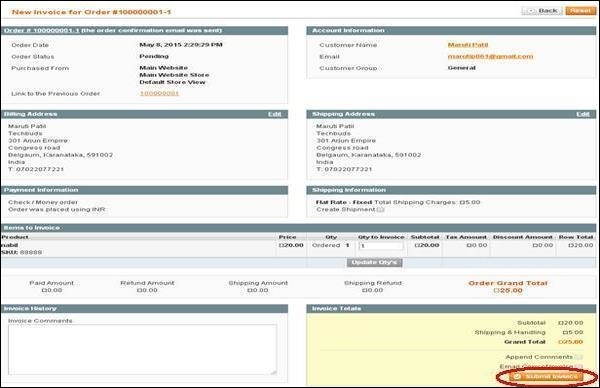 New Invoice for Order #100000001-1
Back Reset
Order # 100000001-1 (the order confirmation email was sent)
Order Date May 8, 2015 2:29:29 PM
Order Status Pending
Purchased From Main Website
Main Website Store
Default Store View
Link to the Previous Order 100000001
Account Information
Customer Name Maruti Patil
Email marutip861@gmail.com
Customer Group General
Billing Address Edit
Maruti Patil
Techbuds
301 Arjun Empire
Congress road
Belgaum, Karanataka, 591002
India
T: 07022077221
Shipping Address Edit
Maruti Patil
Techbuds
301 Arjun Empire
Congress road
Belgaum, Karanataka, 591002
India
T: 07022077221
Payment Information
Check / Money order
Order was placed using INR
Shipping Information
Flat Rate - Fixed Total Shipping Charges: □5.00
Create Shipment
Items to Invoice
Product Price Qty Qty to Invoice Subtotal Tax Amount Discount Amount Row Total
nabil □20.00 Ordered 1 1 □20.00 □0.00 □0.00 □20.00
SKU: 88888
Update Qty's
Paid Amount Refund Amount Shipping Amount Shipping Refund Order Grand Total
□0.00 □0.00 □0.00 □0.00 □25.00
Invoice History
Invoice Comments
Invoice Totals
Subtotal □20.00
Shipping & Handling □5.00
Grand Total □25.00
Append Comments
Email Copy of Invoice
Submit Invoice